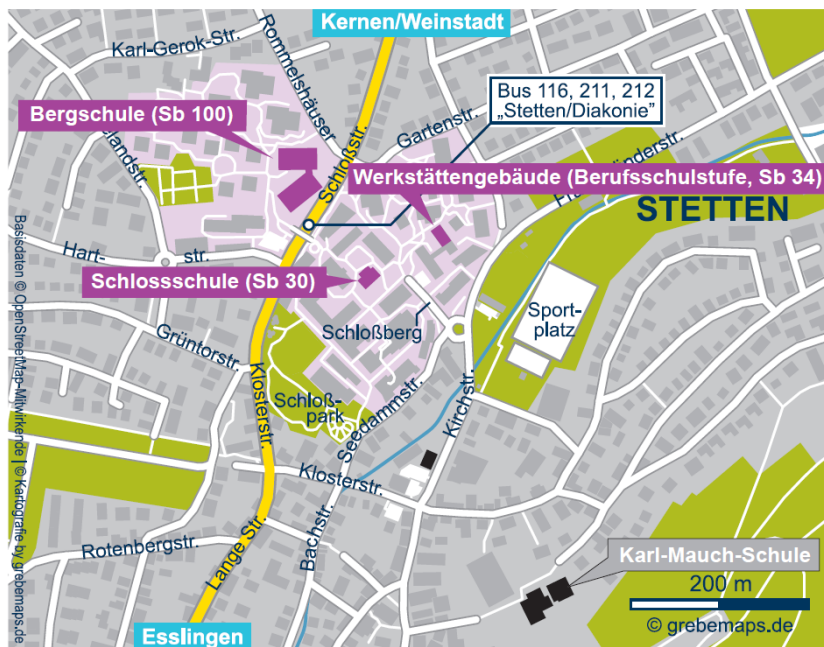 Kernen/Weinstadt
Karl-Gerok-Str.
Rommelshäuser
Bus 116, 211, 212
„Stetten/Diakonie”
Bergschule (Sb 100)
Gartenstr.
Schloßstr.
elandstr.
Werkstättengebäude (Berufsschulstufe, Sb 34)
STETTEN
Hart-
str.
Schlossschule (Sb 30)
Sport-
platz
Schloßberg
Grüntorstr.
Klosterstr.
Schloß-
park
Seedammstr.
Kirchstr.
Klosterstr.
Bachstr.
Lange Str.
Rotenbergstr.
Karl-Mauch-Schule
200 m
© grebemaps.de
Esslingen
Basisdaten © OpenStreetMap-Mitwirkende | © Kartografie by grebemaps.de